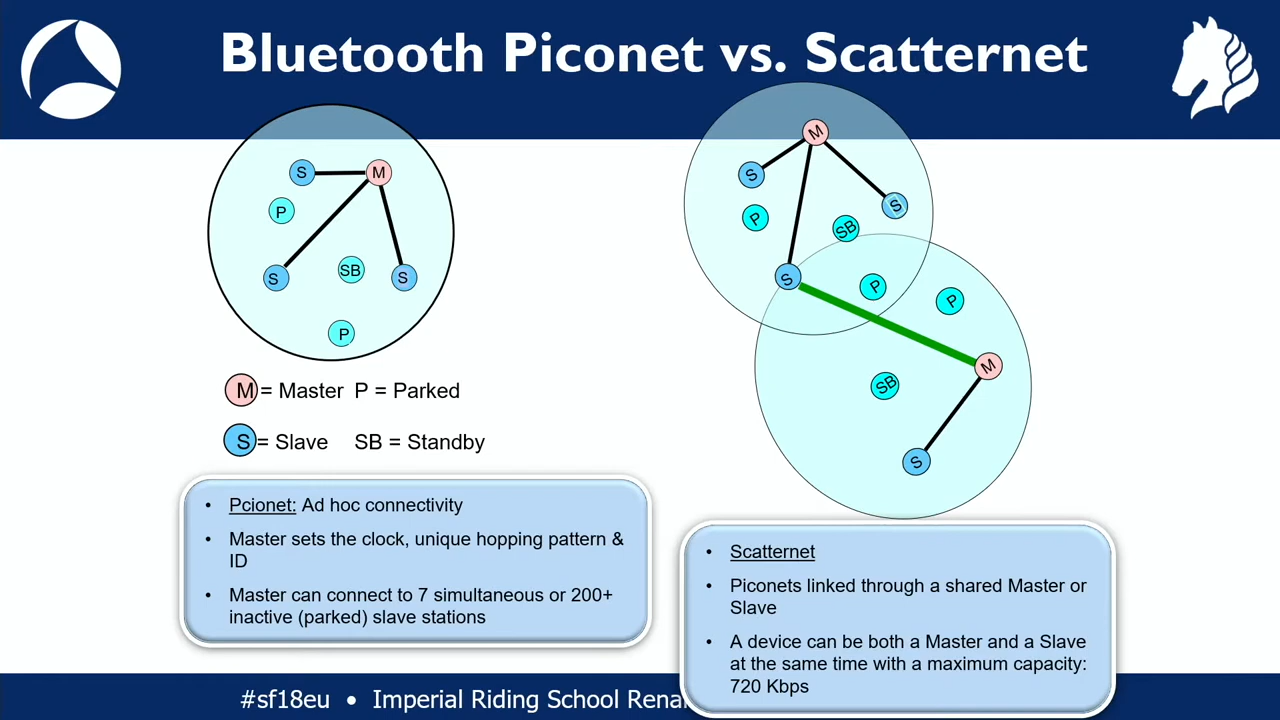 Bluetooth Piconet vs. Scatternet
S
M
P
S
SB
S
P
M
S
S
P
SB
S
P
P
M
SB
S
M = Master P = Parked
S = Slave SB = Standby
• Pcionet: Ad hoc connectivity
• Master sets the clock, unique hopping pattern &
ID
• Master can connect to 7 simultaneous or 200+
inactive (parked) slave stations
• Scatternet
• Piconets linked through a shared Master or
Slave
• A device can be both a Master and a Slave
at the same time with a maximum capacity:
720 Kbps
#sf18eu • Imperial Riding School